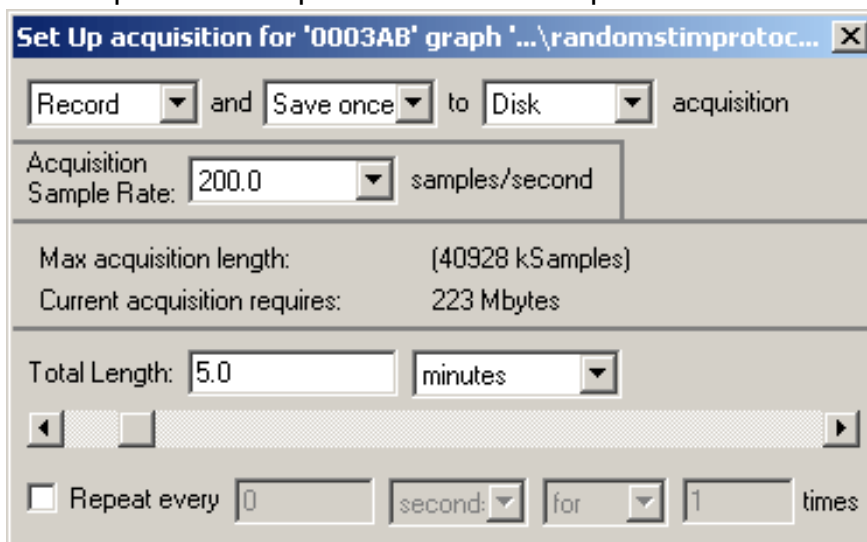 Set Up acquisition for '0003AB' graph '...\randomstimprotoc...
Record and Save once to Disk acquisition
Acquisition
Sample Rate: 200.0 samples/second
Max acquisition length: (40928 kSamples)
Current acquisition requires: 223 Mbytes
Total Length: 5.0 minutes
Repeat every 0 second: for 1 times